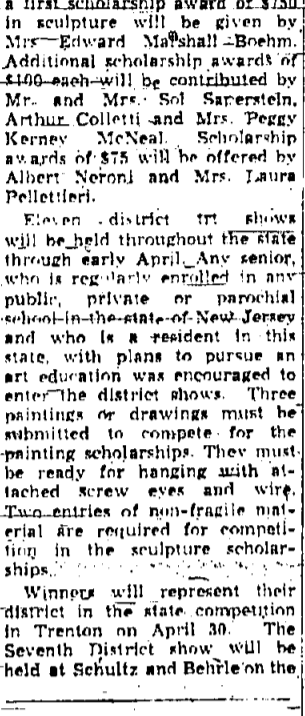 a first scholarship award of $750
in sculpture will be given by
Mrs Edward Marshall Boehm.
Additional scholarship awards of
$100 each will be contributed by
Mr. and Mrs. Sol Saperstein,
Arthur Colletti and Mrs. Peggy
Kerney McNeal. Scholarship
awards of $75 will be offered by
Albert Neroni and Mrs. Laura
Pellettieri.
Eleven district art shows
will be held throughout the state
through early April. Any senior,
who is regularly enrolled in any
public, private or parochial
school in the state of New Jersey
and who is a resident in this
state, with plans to pursue an
art education was encouraged to
enter the district shows. Three
paintings or drawings must be
submitted to compete for the
painting scholarships. They must
be ready for hanging with at-
tached screw eyes and wire.
Two entries of non-fragile mat-
erial are required for competi-
tion in the sculpture scholar-
ships.
Winners will represent their
district in the state competition
in Trenton on April 30. The
Seventh District show will be
held at Schultz and Behrle on the